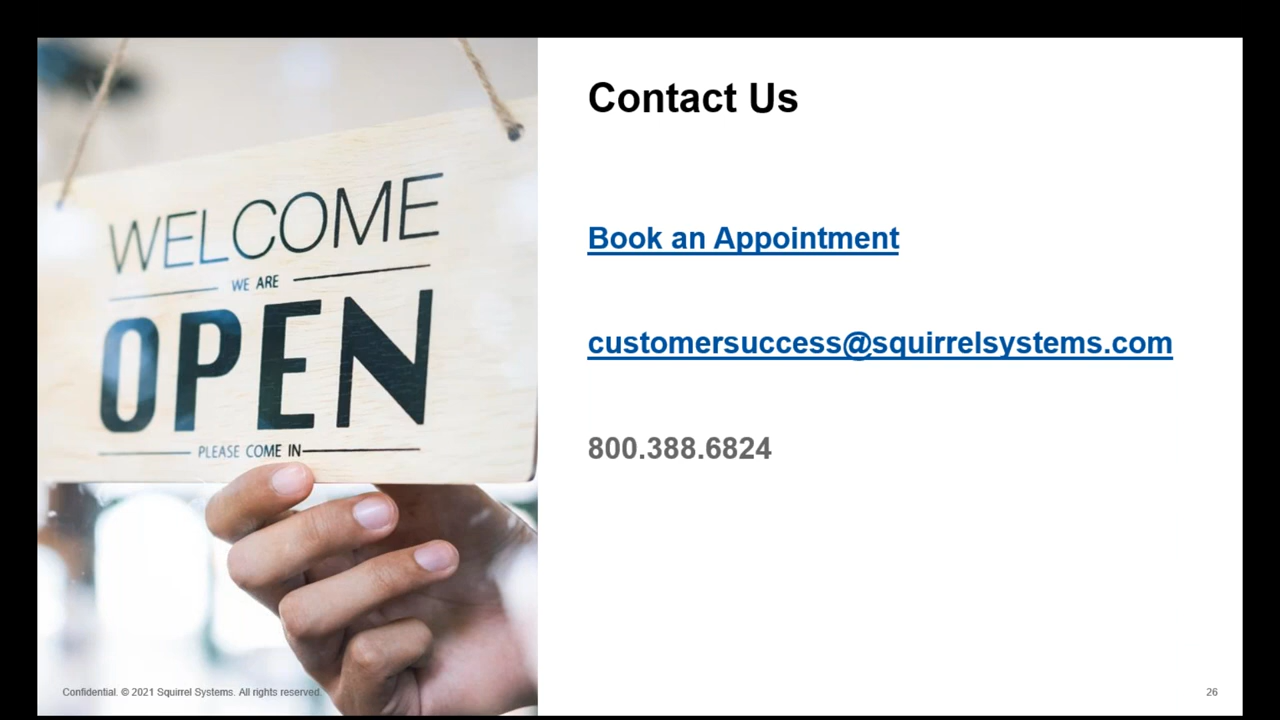 WELCOME
WE ARE
OPEN
PLEASE COME IN
Contact Us
Book an Appointment
customersuccess@squirrelsystems.com
800.388.6824
Confidential. © 2021 Squirrel Systems. All rights reserved.
26